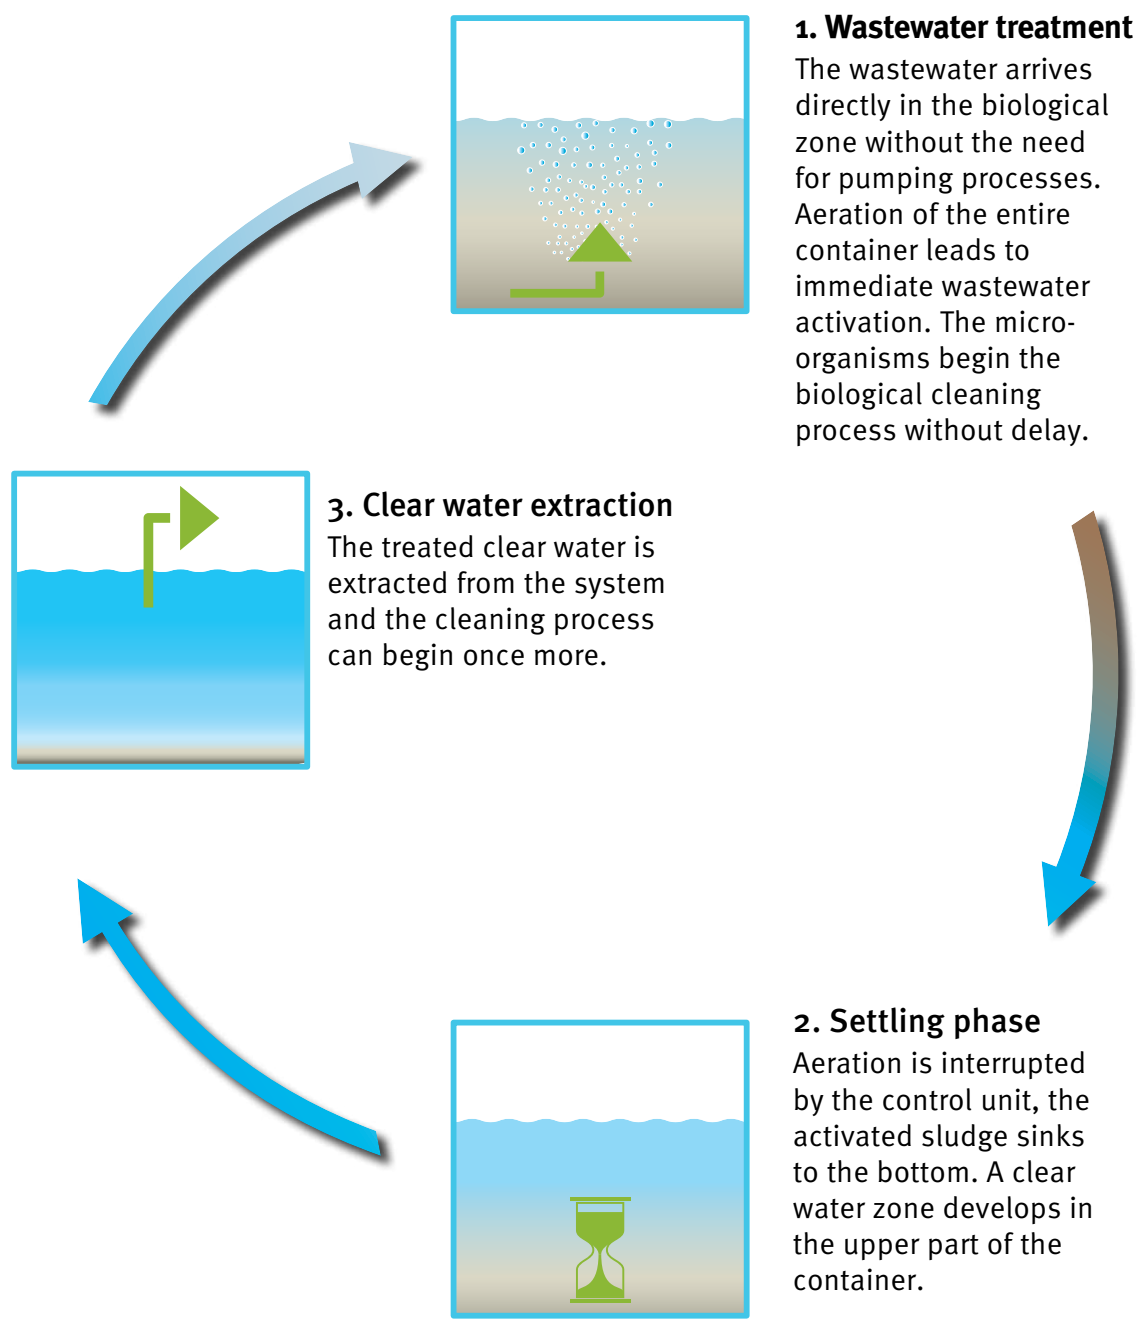 1. Wastewater treatment
The wastewater arrives
directly in the biological
zone without the need
for pumping processes.
Aeration of the entire
container leads to
immediate wastewater
activation. The micro-
organisms begin the
biological cleaning
process without delay.
3. Clear water extraction
The treated clear water is
extracted from the system
and the cleaning process
can begin once more.
2. Settling phase
Aeration is interrupted
by the control unit, the
activated sludge sinks
to the bottom. A clear
water zone develops in
the upper part of the
container.